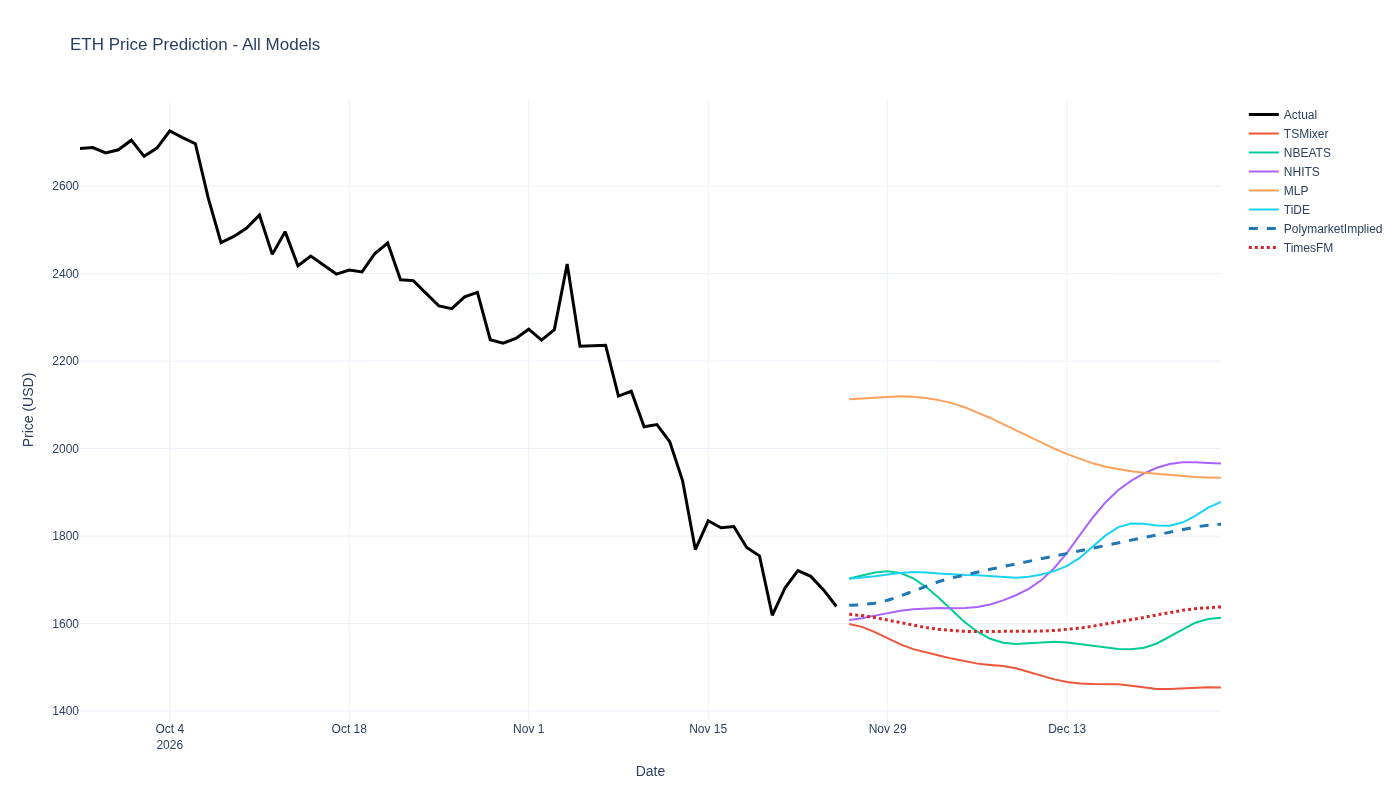 ETH Price Prediction - All Models
Actual
TSMixer
NBEATS
NHITS
MLP
TiDE
PolymarketImplied
TimesFM
Price (USD)
2600
2400
2200
2000
1800
1600
1400
Oct 4
2026
Oct 18
Nov 1
Nov 15
Nov 29
Dec 13
Date